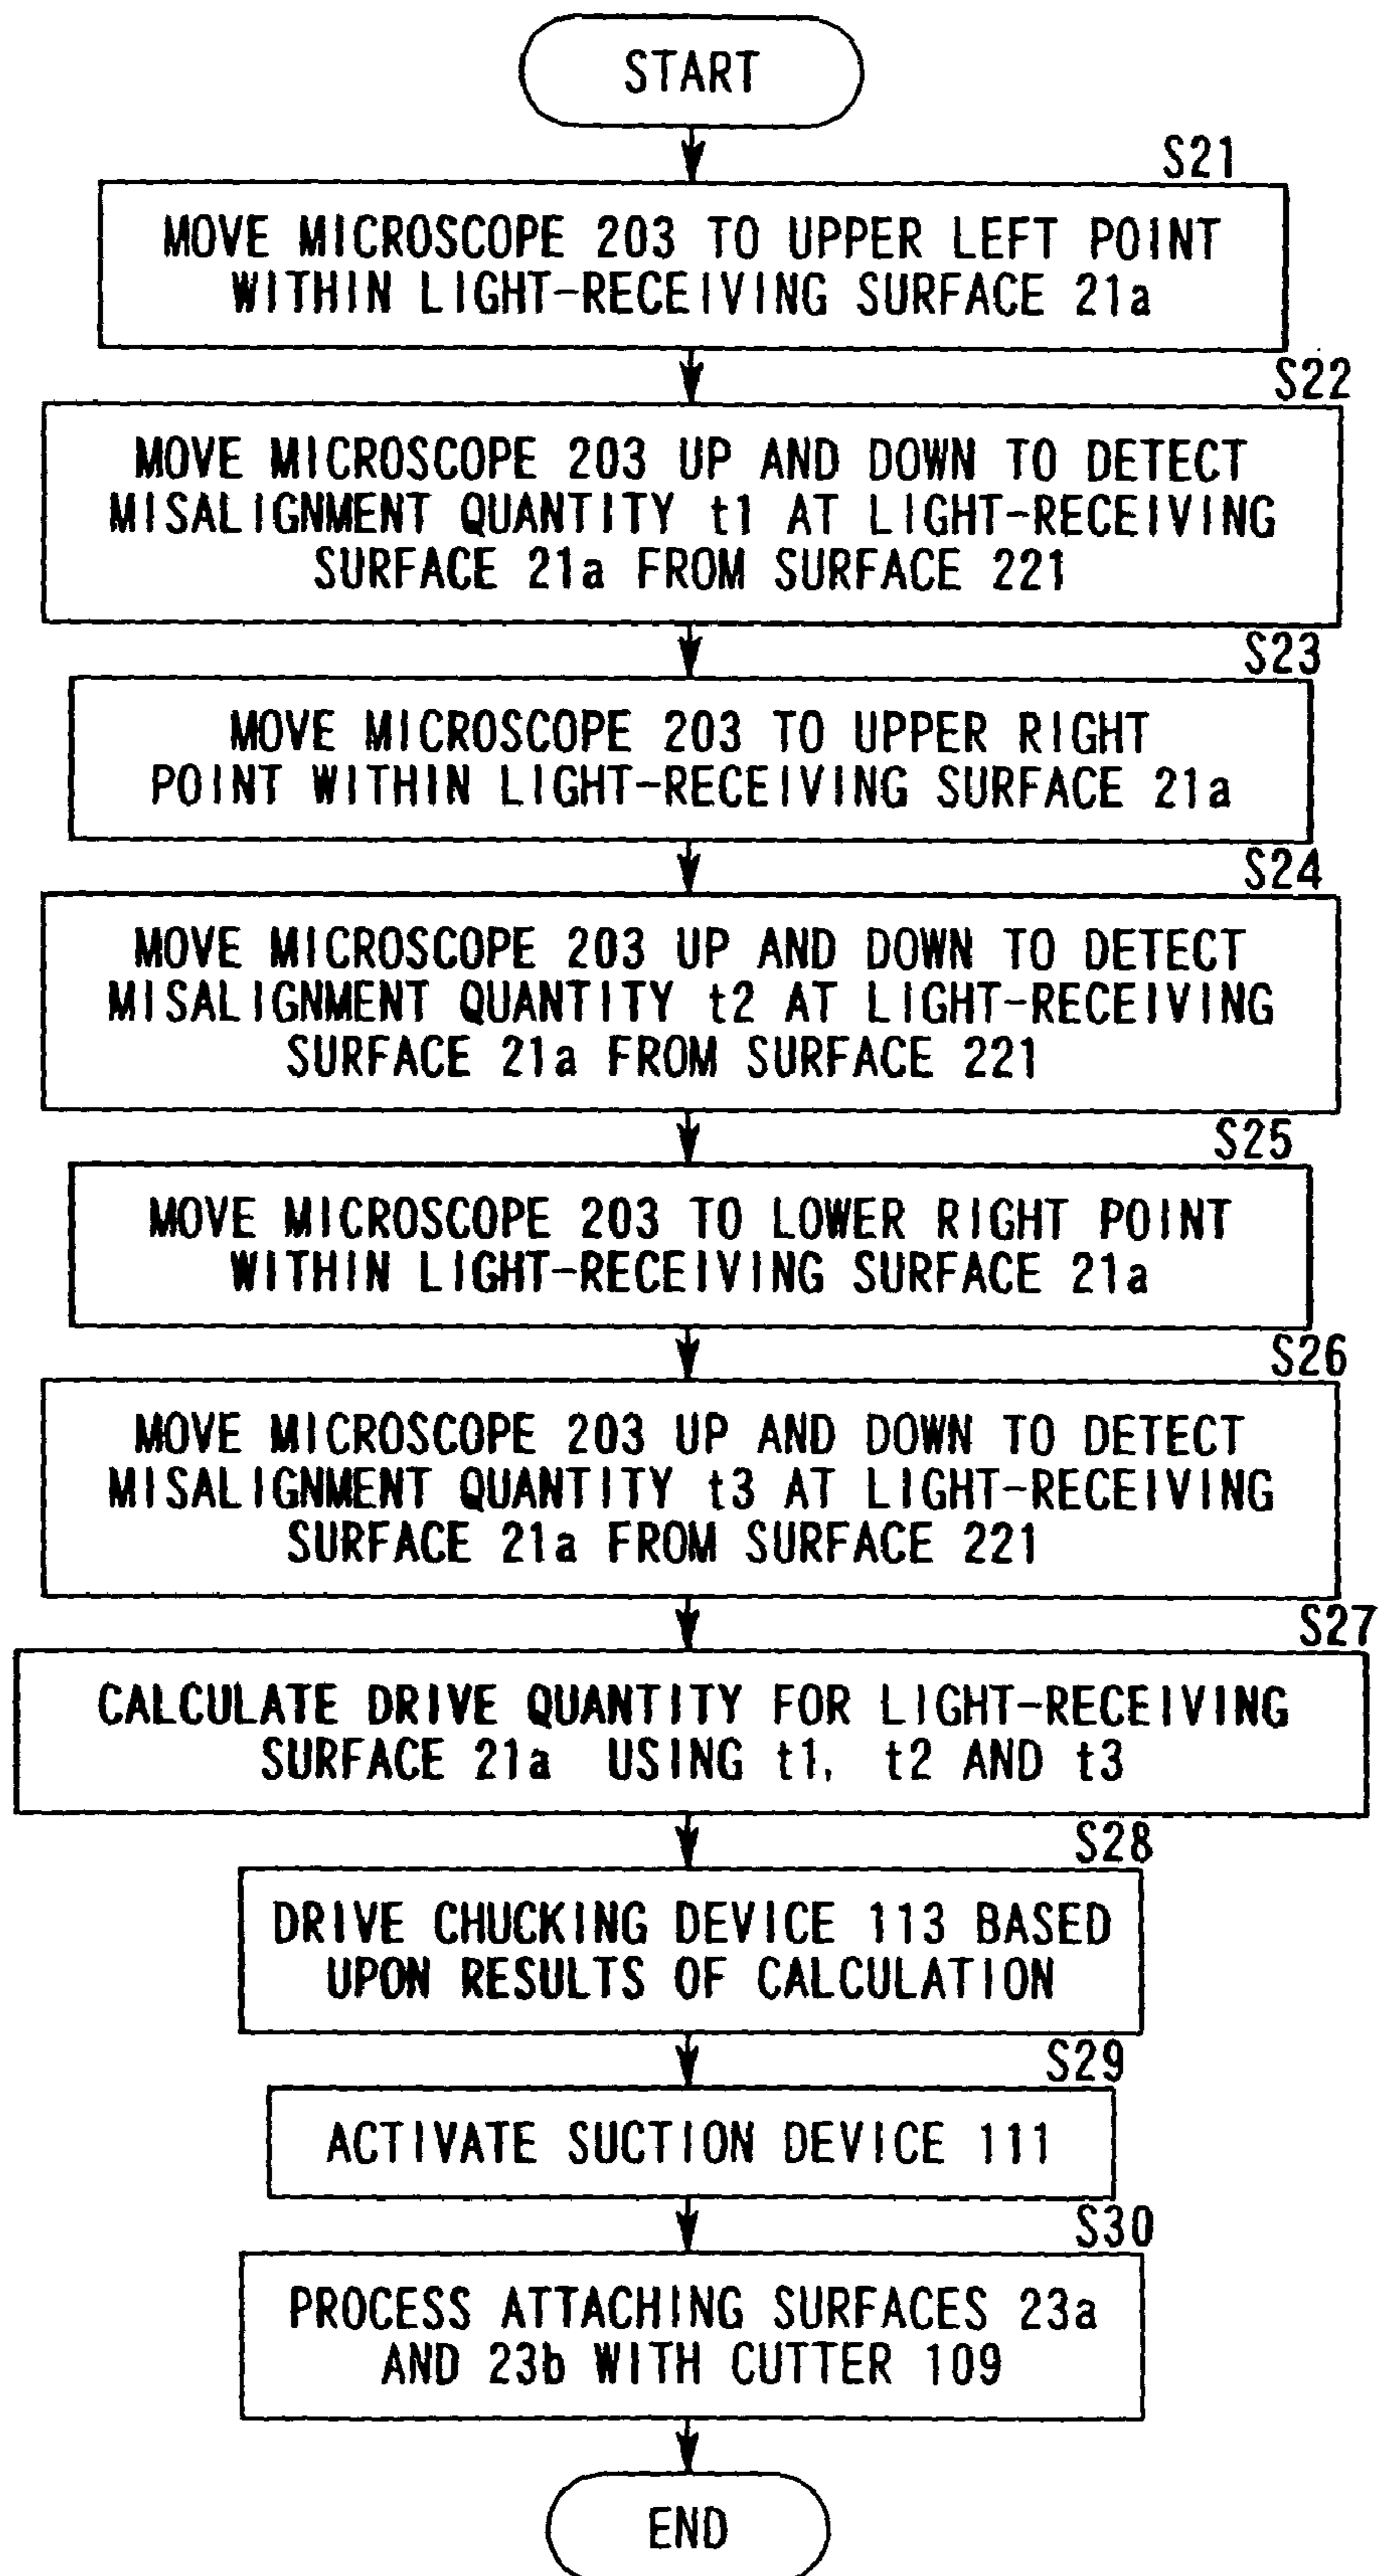 START
S21
MOVE MICROSCOPE 203 TO UPPER LEFT POINT
WITHIN LIGHT-RECEIVING SURFACE 21a
S22
MOVE MICROSCOPE 203 UP AND DOWN TO DETECT
MISALIGNMENT QUANTITY t1 AT LIGHT-RECEIVING
SURFACE 21a FROM SURFACE 221
S23
MOVE MICROSCOPE 203 TO UPPER RIGHT
POINT WITHIN LIGHT-RECEIVING SURFACE 21a
S24
MOVE MICROSCOPE 203 UP AND DOWN TO DETECT
MISALIGNMENT QUANTITY t2 AT LIGHT-RECEIVING
SURFACE 21a FROM SURFACE 221
S25
MOVE MICROSCOPE 203 TO LOWER RIGHT POINT
WITHIN LIGHT-RECEIVING SURFACE 21a
S26
MOVE MICROSCOPE 203 UP AND DOWN TO DETECT
MISALIGNMENT QUANTITY t3 AT LIGHT-RECEIVING
SURFACE 21a FROM SURFACE 221
S27
CALCULATE DRIVE QUANTITY FOR LIGHT-RECEIVING
SURFACE 21a USING t1, t2 AND t3
S28
DRIVE CHUCKING DEVICE 113 BASED
UPON RESULTS OF CALCULATION
S29
ACTIVATE SUCTION DEVICE 111
S30
PROCESS ATTACHING SURFACES 23a
AND 23b WITH CUTTER 109
END